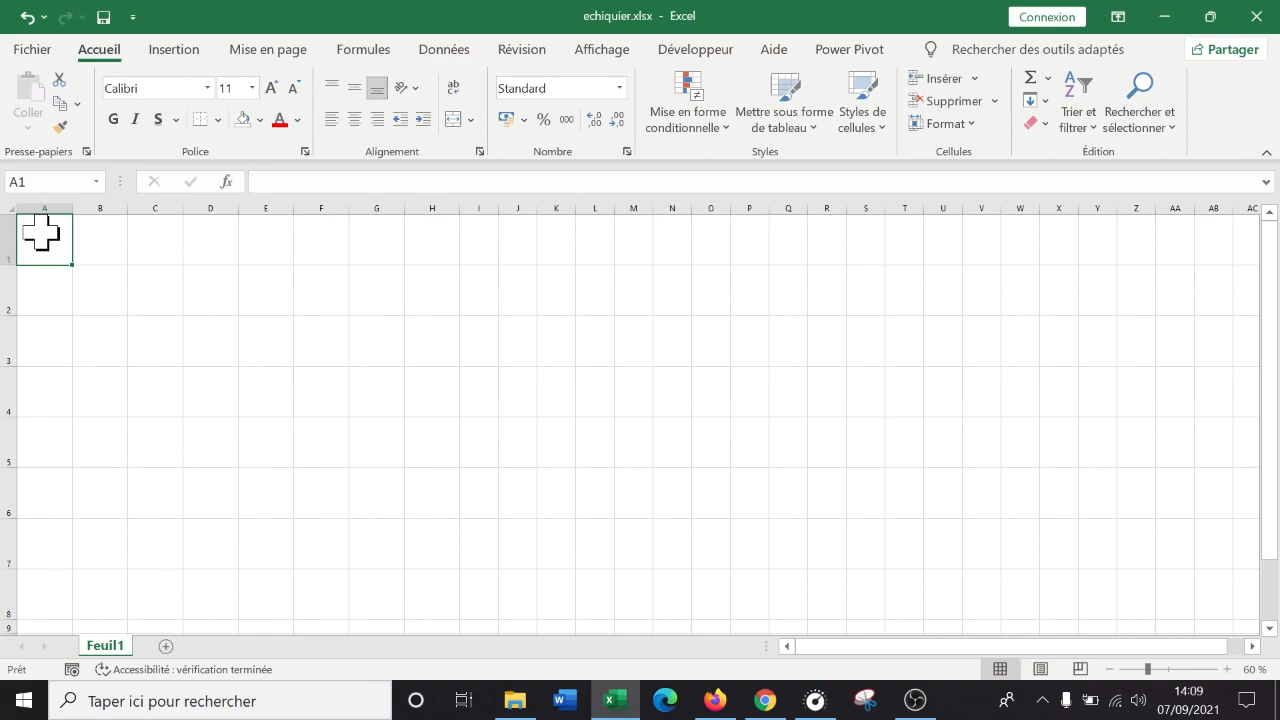 echiquier.xlsx - Excel
Connexion
Fichier Accueil Insertion Mise en page Formules Données Révision Affichage Développeur Aide Power Pivot Rechercher des outils adaptés Partager
Coller
Presse-papiers
Calibri 11
G I S
Police
Alignement
Standard
% 000
Nombre
Mise en forme conditionnelle
Mettre sous forme de tableau
Styles de cellules
Styles
Insérer
Supprimer
Format
Cellules
Trier et filtrer
Rechercher et sélectionner
Édition
A1
fx
A B C D E F G H I J K L M N O P Q R S T U V W X Y Z AA AB AC
1
2
3
4
5
6
7
8
9
Feuil1
Prêt Accessibilité : vérification terminée 60 %
Taper ici pour rechercher
14:09
07/09/2021